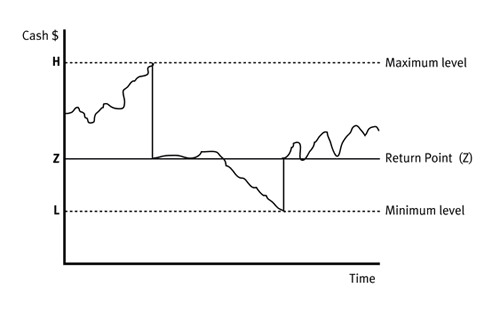 Cash $
H
Maximum level
Z
Return Point (Z)
L
Minimum level
Time